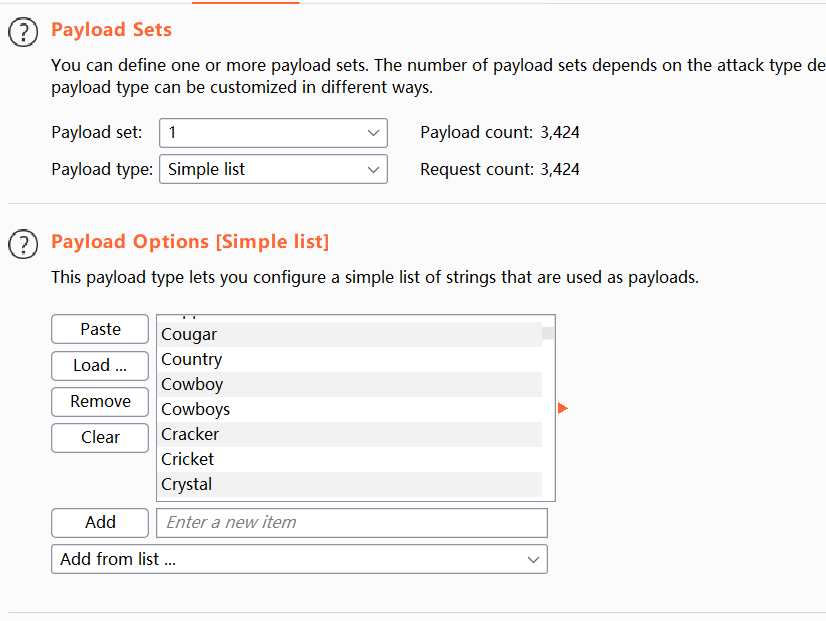 Payload Sets
You can define one or more payload sets. The number of payload sets depends on the attack type de
payload type can be customized in different ways.
Payload set: 1 Payload count: 3,424
Payload type: Simple list Request count: 3,424
Payload Options [Simple list]
This payload type lets you configure a simple list of strings that are used as payloads.
Paste
Load ...
Remove
Clear
Cougar
Country
Cowboy
Cowboys
Cracker
Cricket
Crystal
Add Enter a new item
Add from list ...